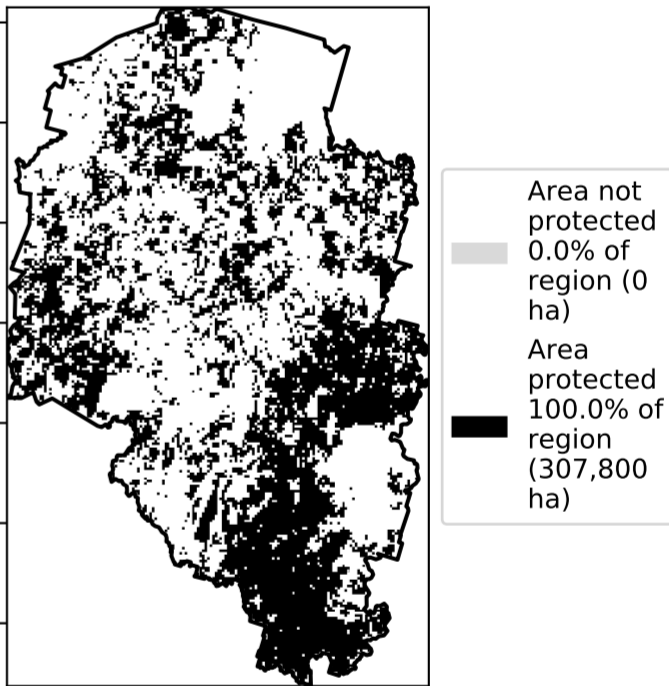 Area not
protected
0.0% of
region (0
ha)
Area
protected
100.0% of
region
(307,800
ha)